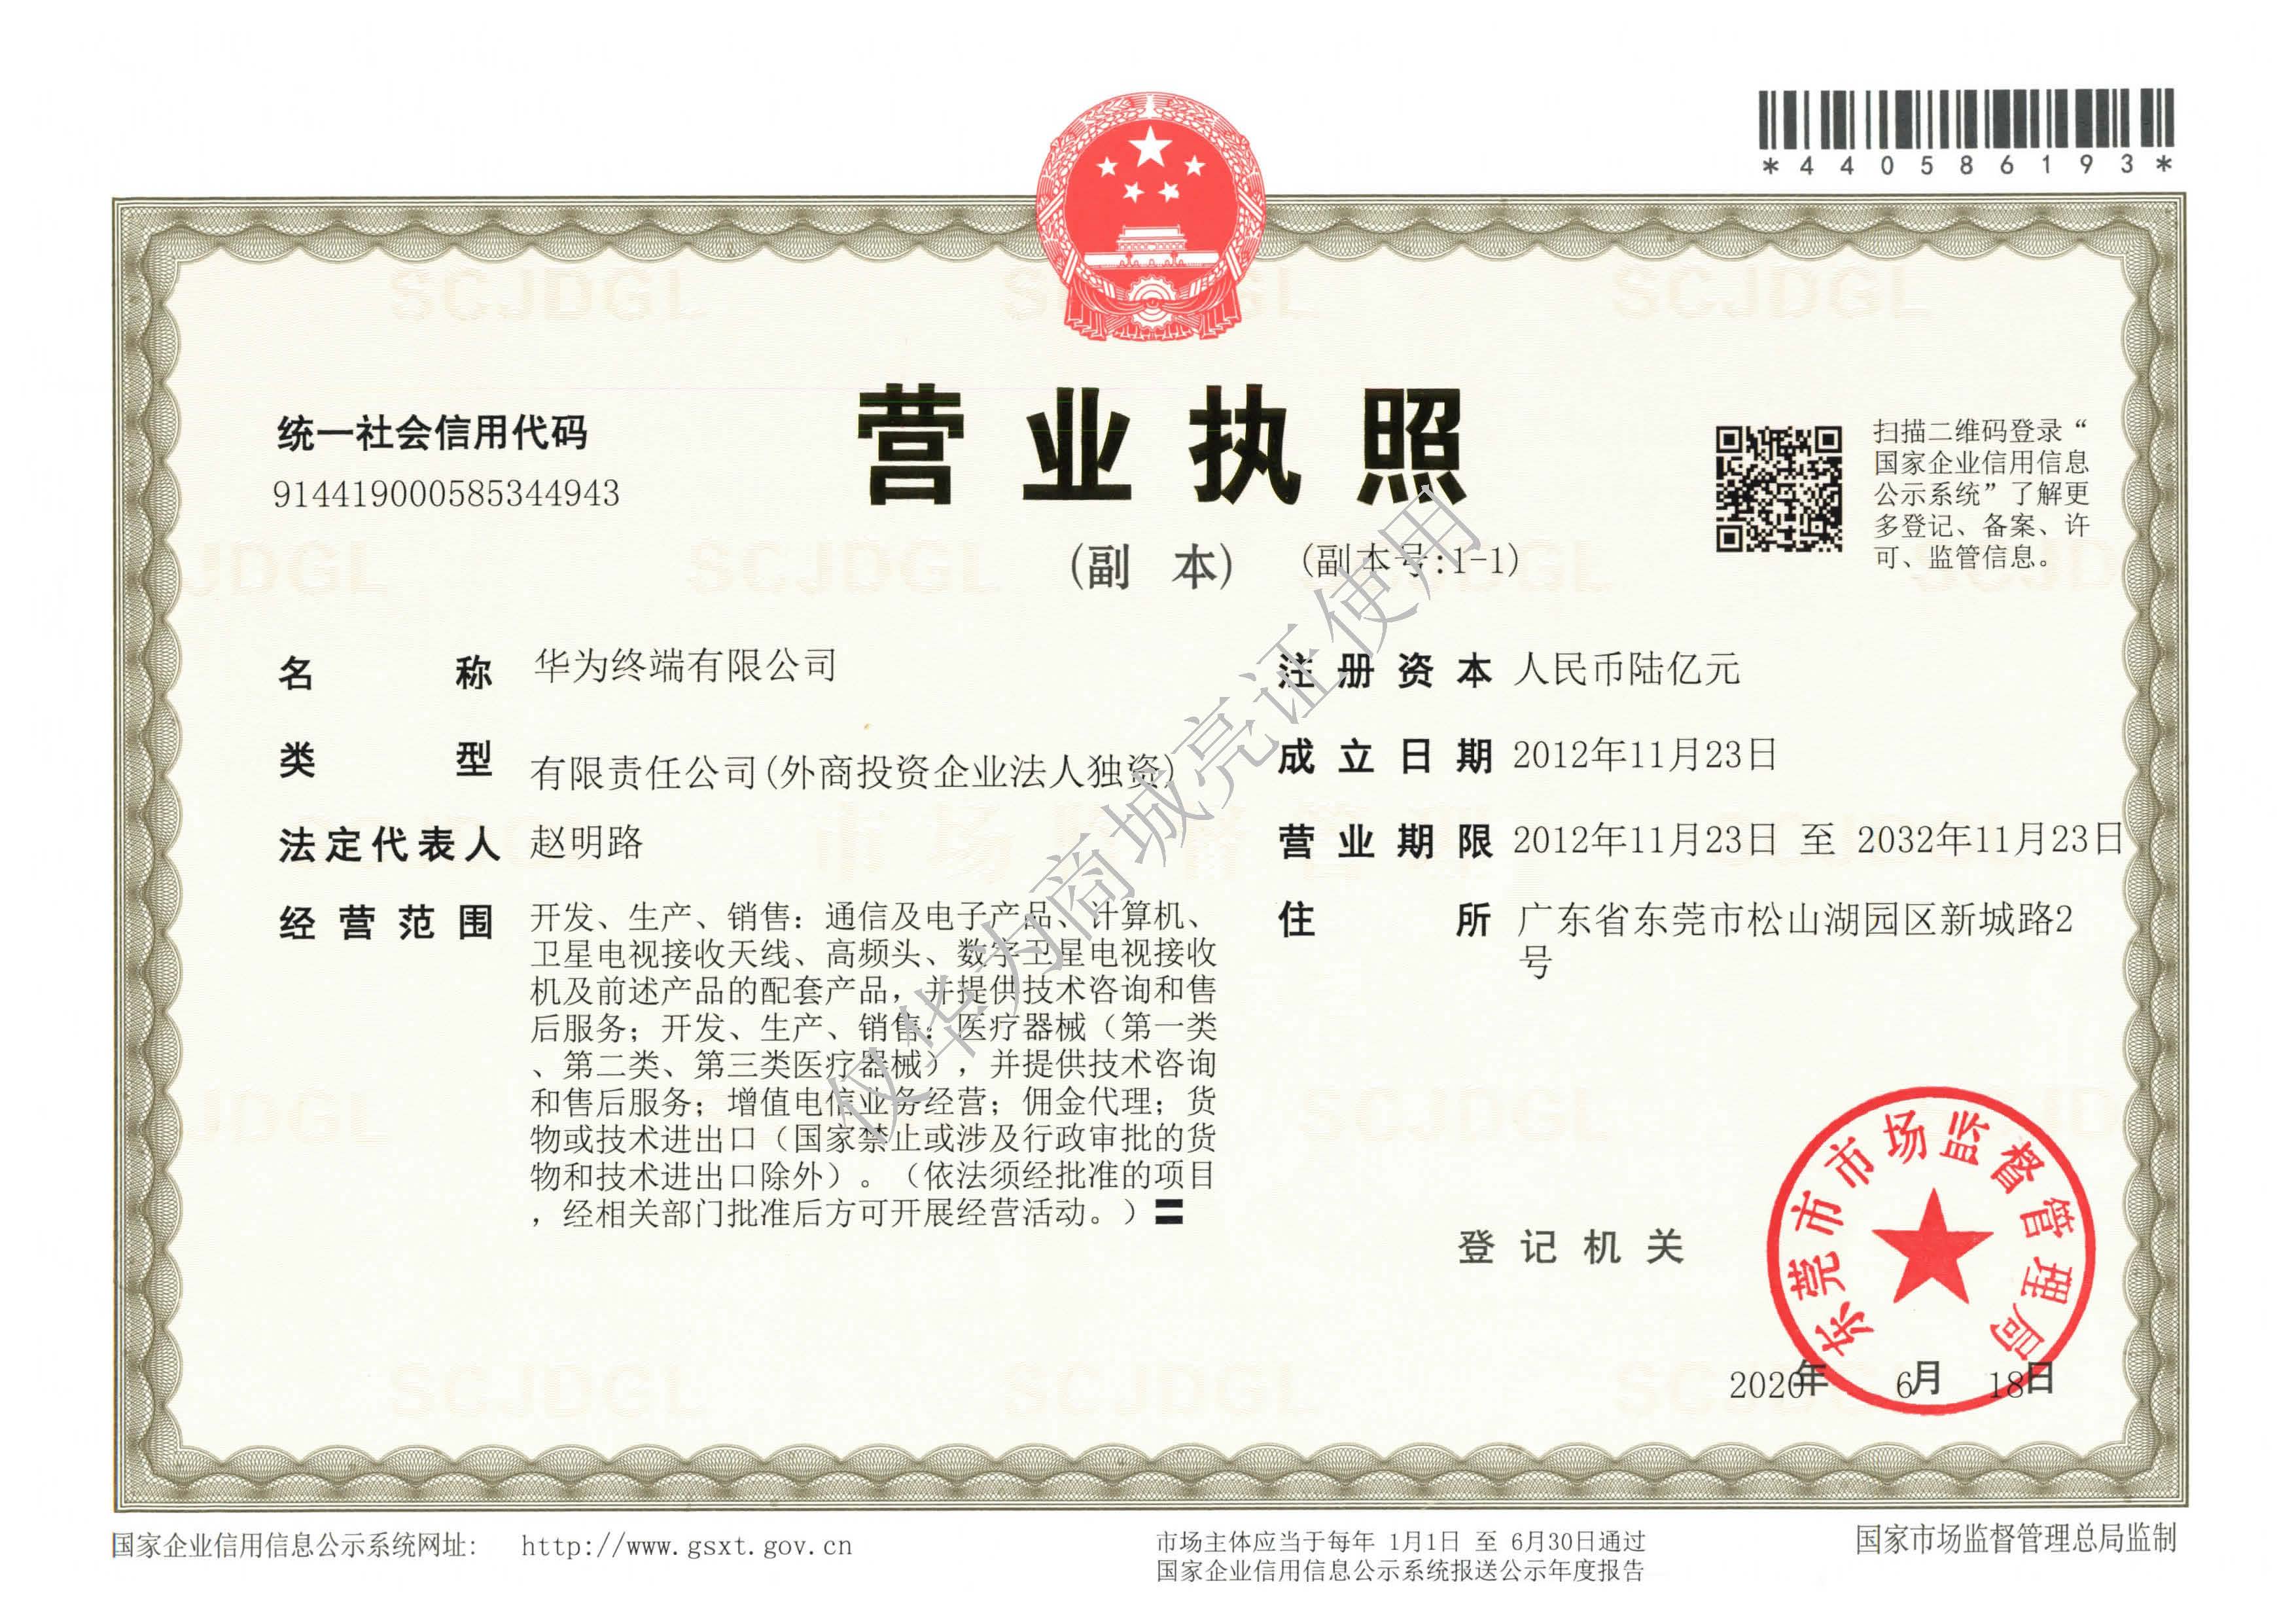 *440586193*
统一社会信用代码
914419000585344943
营业执照
(副 本) (副本号:1-1)
扫描二维码登录“
国家企业信用信息
公示系统”了解更
多登记、备案、许
可、监管信息。
名 称 华为终端有限公司
类 型 有限责任公司(外商投资企业法人独资)
法定代表人 赵明路
经营范围 开发、生产、销售：通信及电子产品、计算机、
卫星电视接收天线、高频头、数字卫星电视接收
机及前述产品的配套产品，并提供技术咨询和售
后服务；开发、生产、销售：医疗器械（第一类
、第二类、第三类医疗器械），并提供技术咨询
和售后服务；增值电信业务经营；佣金代理；货
物或技术进出口（国家禁止或涉及行政审批的货
物和技术进出口除外）。（依法须经批准的项目
，经相关部门批准后方可开展经营活动。）〓
注册资本 人民币陆亿元
成立日期 2012年11月23日
营业期限 2012年11月23日 至 2032年11月23日
住 所 广东省东莞市松山湖园区新城路2
号
仅华为商城亮证使用
登记机关
东莞市市场监督管理局
2020年 6月 18日
国家企业信用信息公示系统网址： http://www.gsxt.gov.cn
市场主体应当于每年 1月1日 至 6月30日通过
国家企业信用信息公示系统报送公示年度报告
国家市场监督管理总局监制
SCJDGL